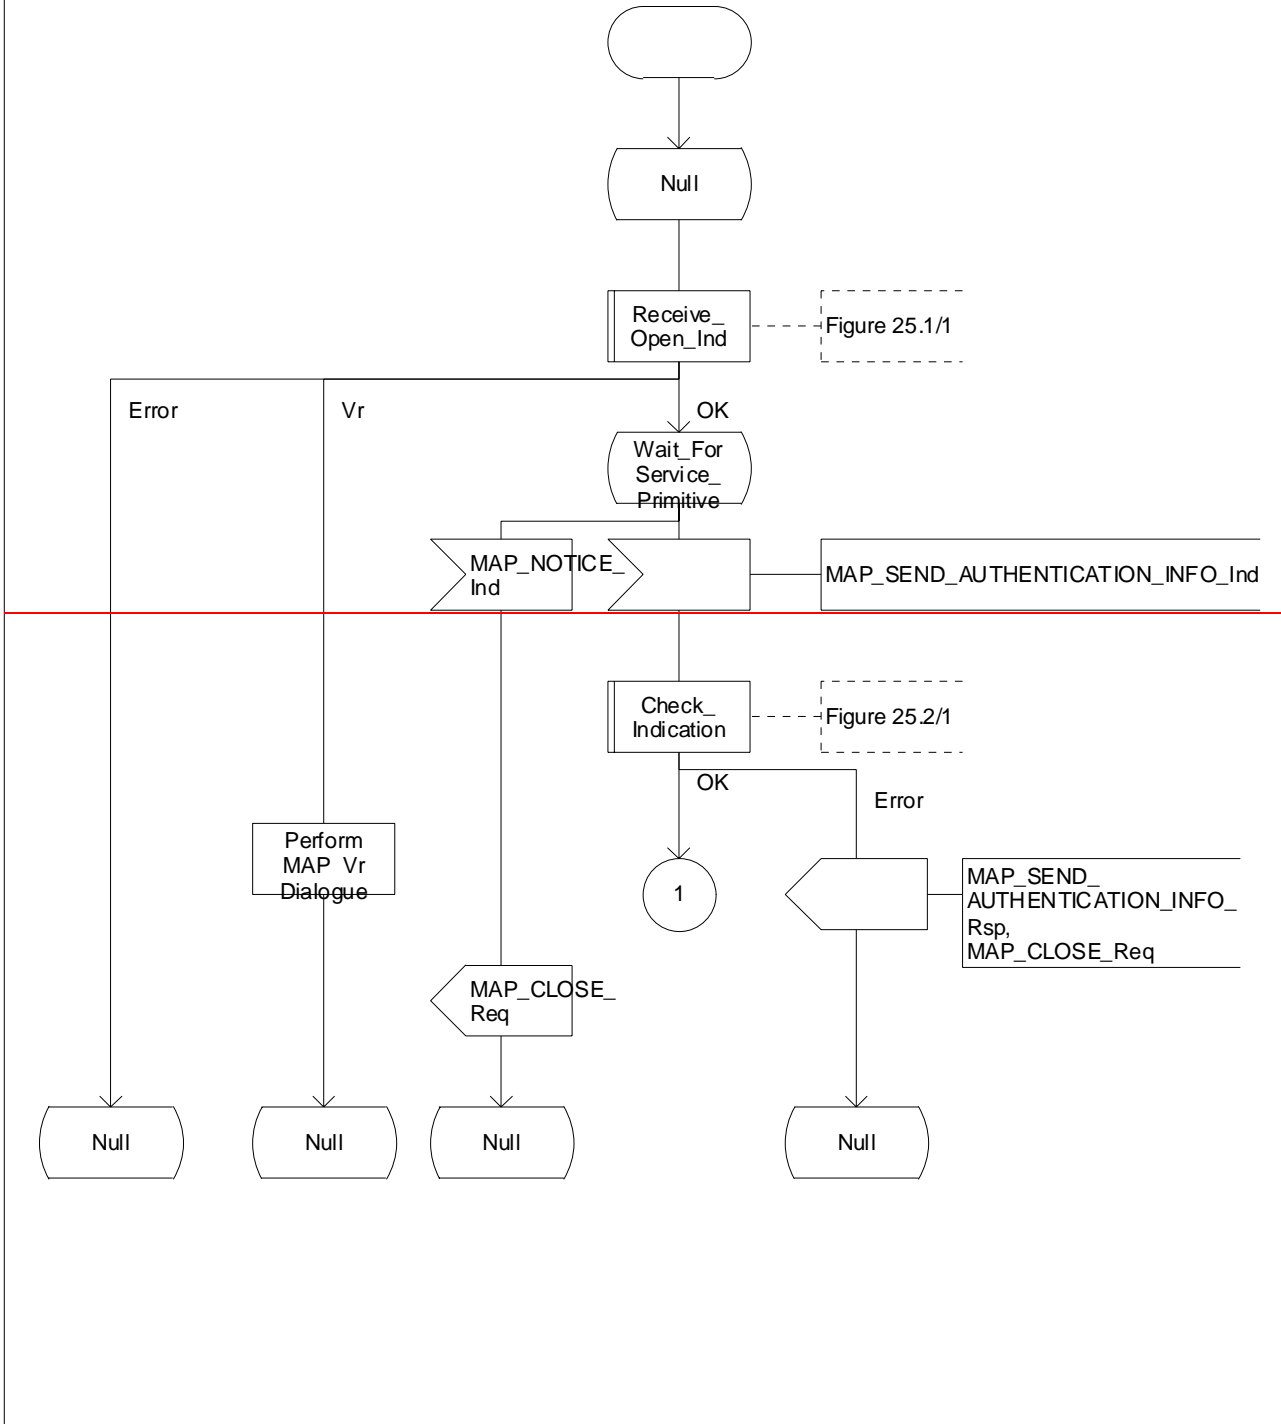 Null
Receive_
Open_Ind
Figure 25.1/1
Error
Vr
OK
Wait_For
Service_
Primitive
MAP_NOTICE_
Ind
MAP_SEND_AUTHENTICATION_INFO_Ind
Check_
Indication
Figure 25.2/1
OK
Error
Perform
MAP Vr
Dialogue
1
MAP_SEND_
AUTHENTICATION_INFO_
Rsp,
MAP_CLOSE_Req
MAP_CLOSE_
Req
Null
Null
Null
Null